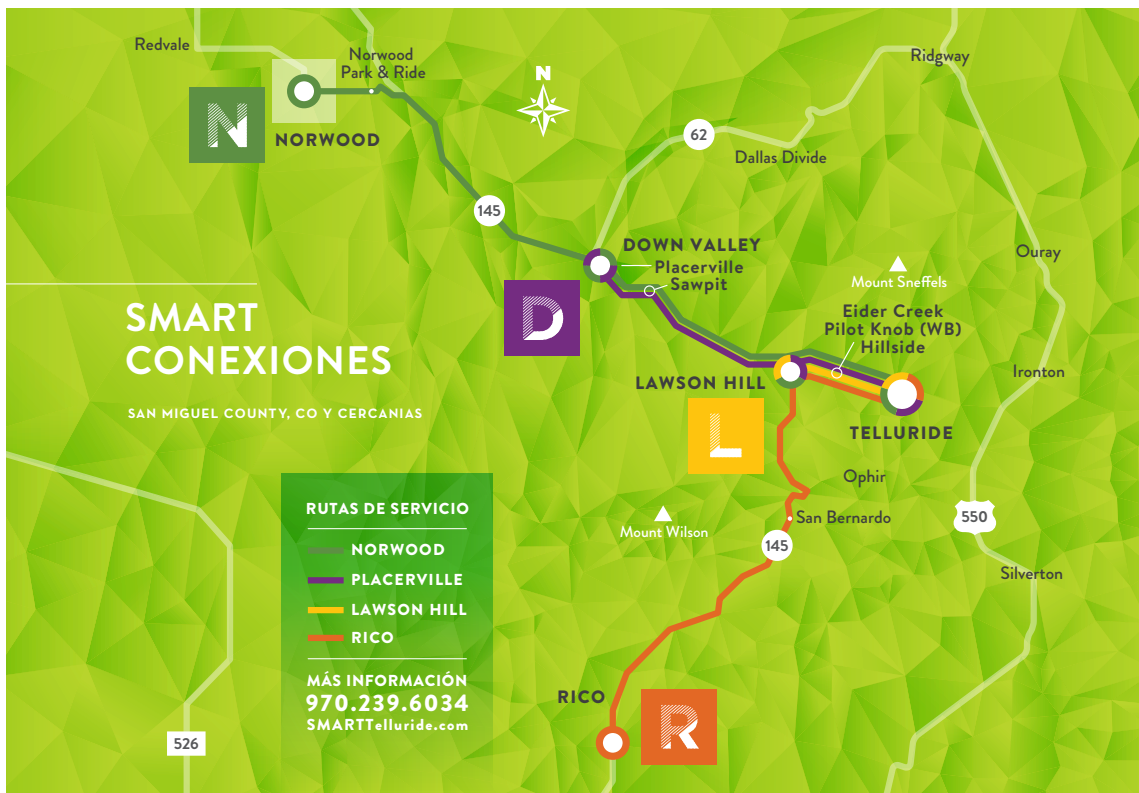 Redvale
Norwood
Park & Ride
N
Ridgway
N
NORWOOD
62
Dallas Divide
145
DOWN VALLEY
Placerville
Sawpit
Ouray
Mount Sneffels
D
SMART
CONEXIONES
Eider Creek
Pilot Knob (WB)
Hillside
LAWSON HILL
Ironton
SAN MIGUEL COUNTY, CO Y CERCANIAS
L
TELLURIDE
Ophir
RUTAS DE SERVICIO
NORWOOD
PLACERVILLE
LAWSON HILL
RICO
MÁS INFORMACIÓN
970.239.6034
SMARTTelluride.com
San Bernardo
550
Mount Wilson
145
Silverton
RICO
R
526